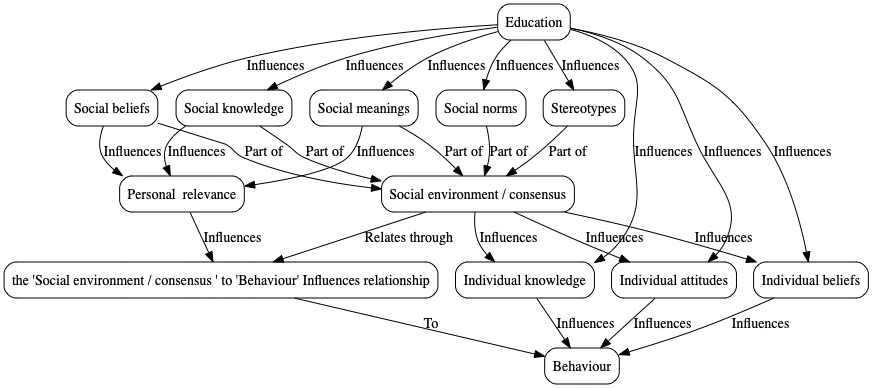 Education
Influences Influences Influences Influences Influences
Social beliefs Social knowledge Social meanings Social norms Stereotypes
Influences Influences Part of Part of Influences Part of Part of Part of Influences Influences Influences
Personal  relevance Social environment / consensus
Influences Relates through Influences Influences Influences
the 'Social environment / consensus ' to 'Behaviour' Influences relationship Individual knowledge Individual attitudes Individual beliefs
To Influences Influences Influences
Behaviour